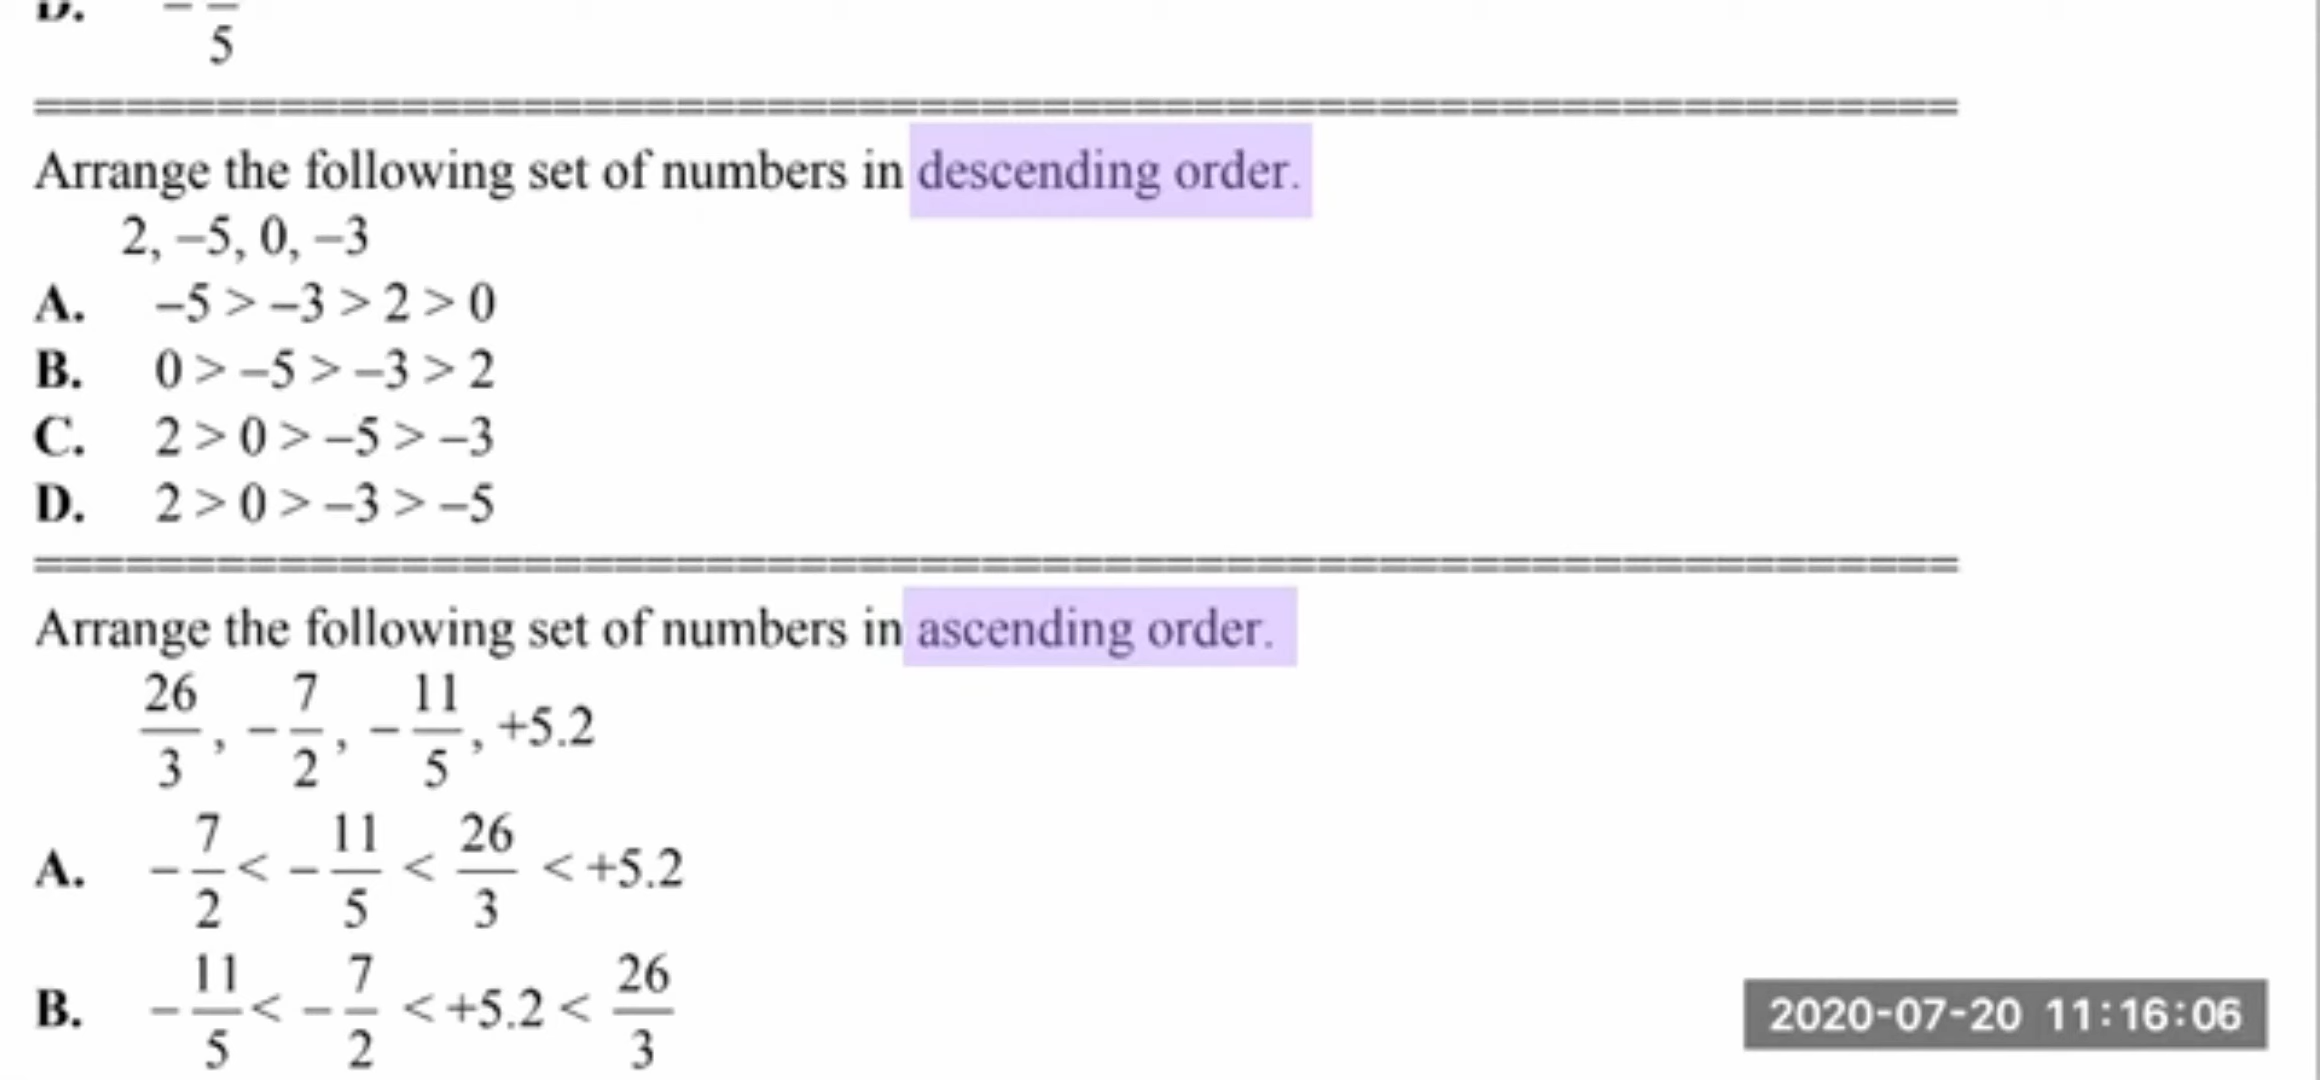 D. −
5
Arrange the following set of numbers in descending order.
2, –5, 0, –3
A. –5 > –3 > 2 > 0
B. 0 > –5 > –3 > 2
C. 2 > 0 > –5 > –3
D. 2 > 0 > –3 > –5
Arrange the following set of numbers in ascending order.
26/3, −7/2, −11/5, +5.2
A. −7/2 < −11/5 < 26/3 < +5.2
B. −11/5 < −7/2 < +5.2 < 26/3
2020-07-20 11:16:06